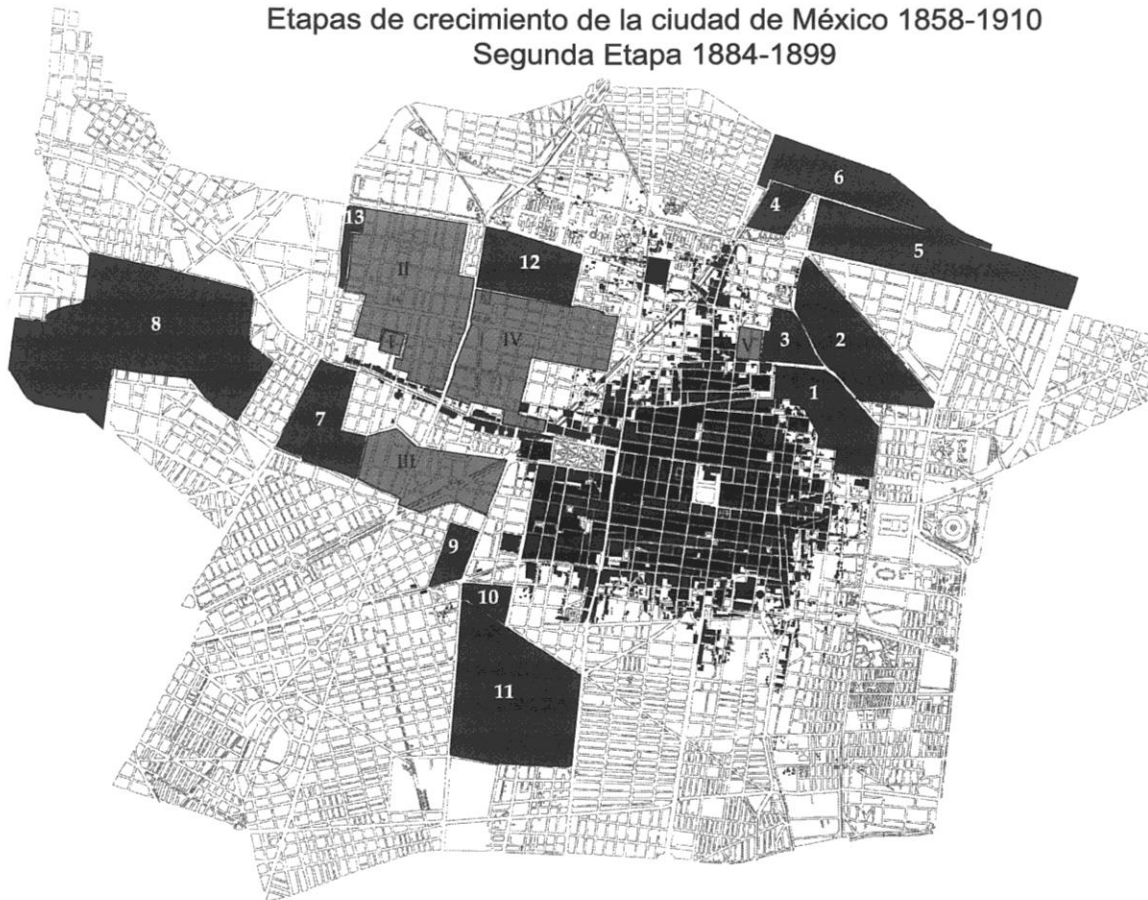 Etapas de crecimiento de la ciudad de México 1858-1910
Segunda Etapa 1884-1899
6
4
13
5
II
12
8
IV
V
3
2
I
1
7
III
9
10
11